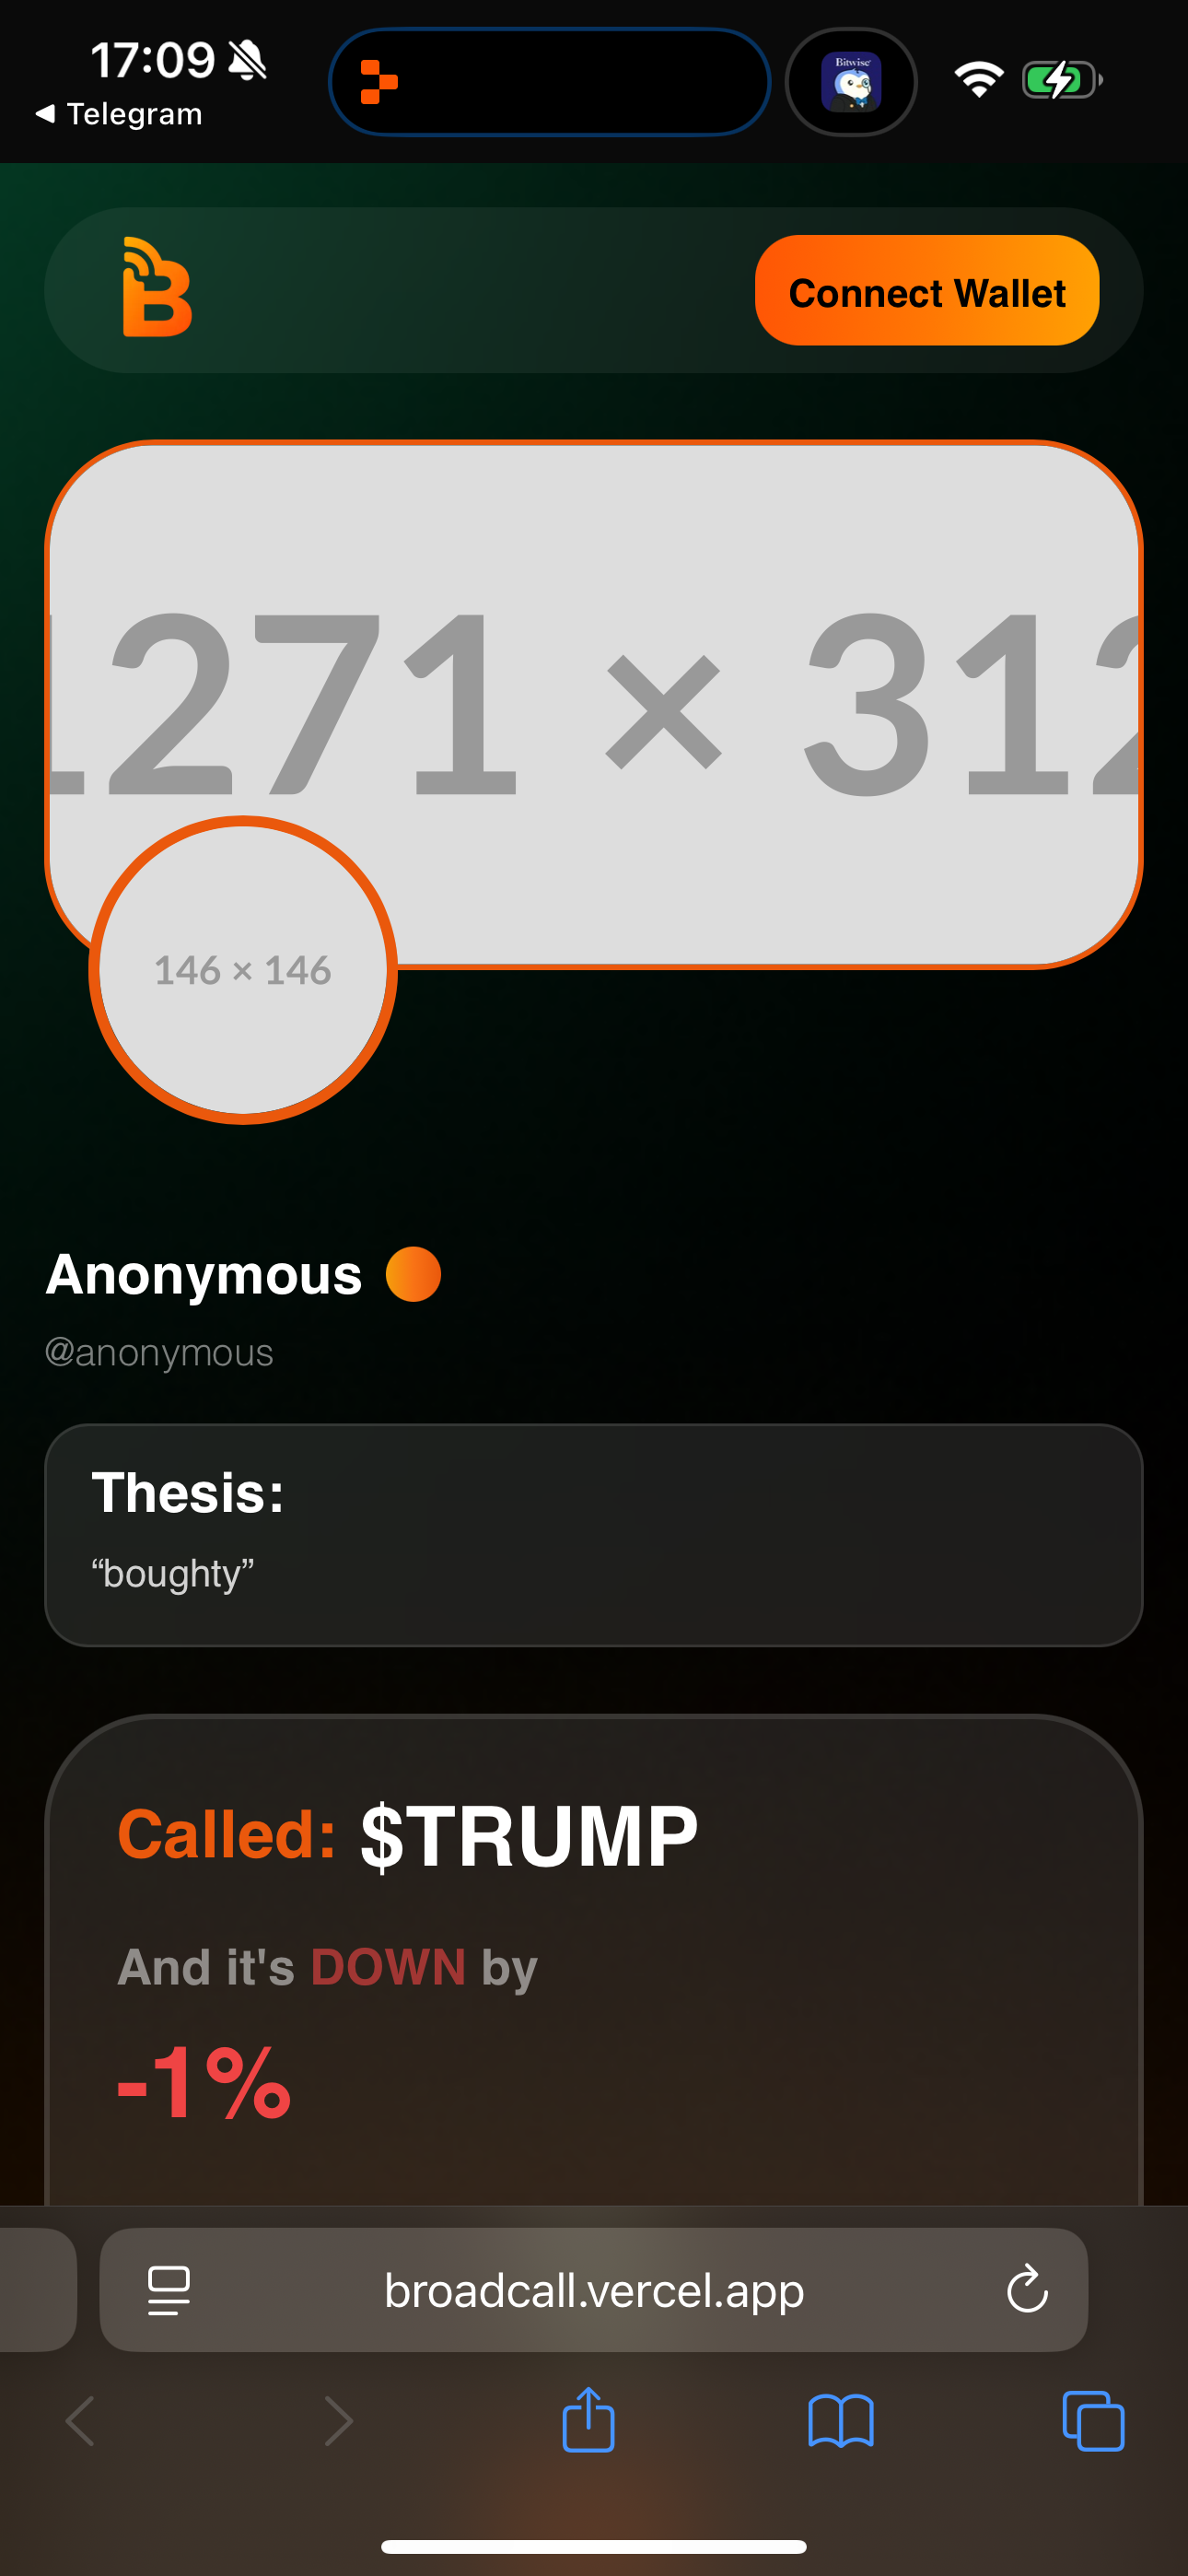 17:09
Telegram
Bitwise
Connect Wallet
1271 × 312
146 × 146
Anonymous
@anonymous
Thesis:
“boughty”
Called: $TRUMP
And it's DOWN by
-1%
broadcall.vercel.app